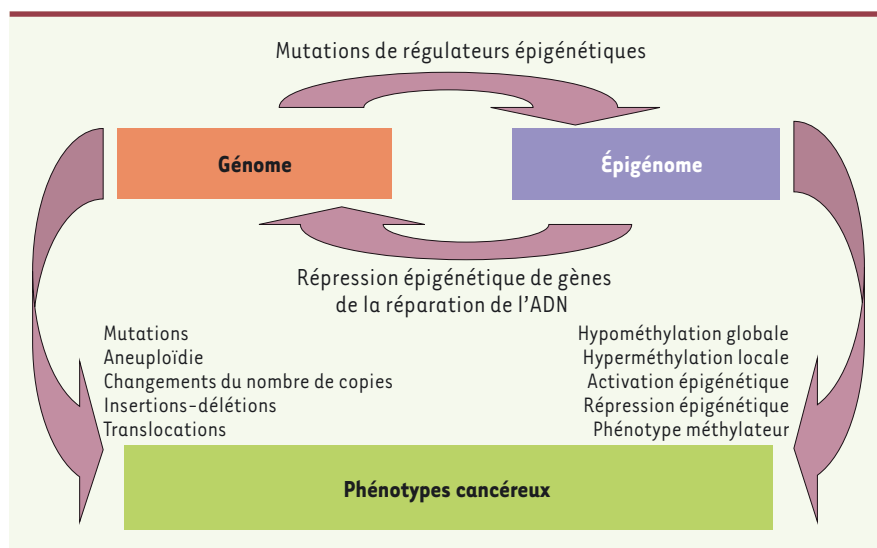 Mutations de régulateurs épigénétiques
Génome
Épigénome
Répression épigénétique de gènes
de la réparation de l’ADN
Mutations
Aneuploïdie
Changements du nombre de copies
Insertions-délétions
Translocations
Hypométhylation globale
Hyperméthylation locale
Activation épigénétique
Répression épigénétique
Phénotype méthylateur
Phénotypes cancéreux